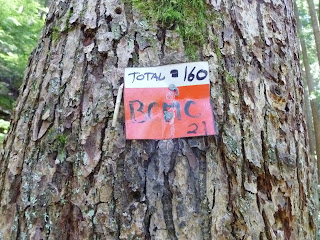 TOTAL = 160
BCMC
21